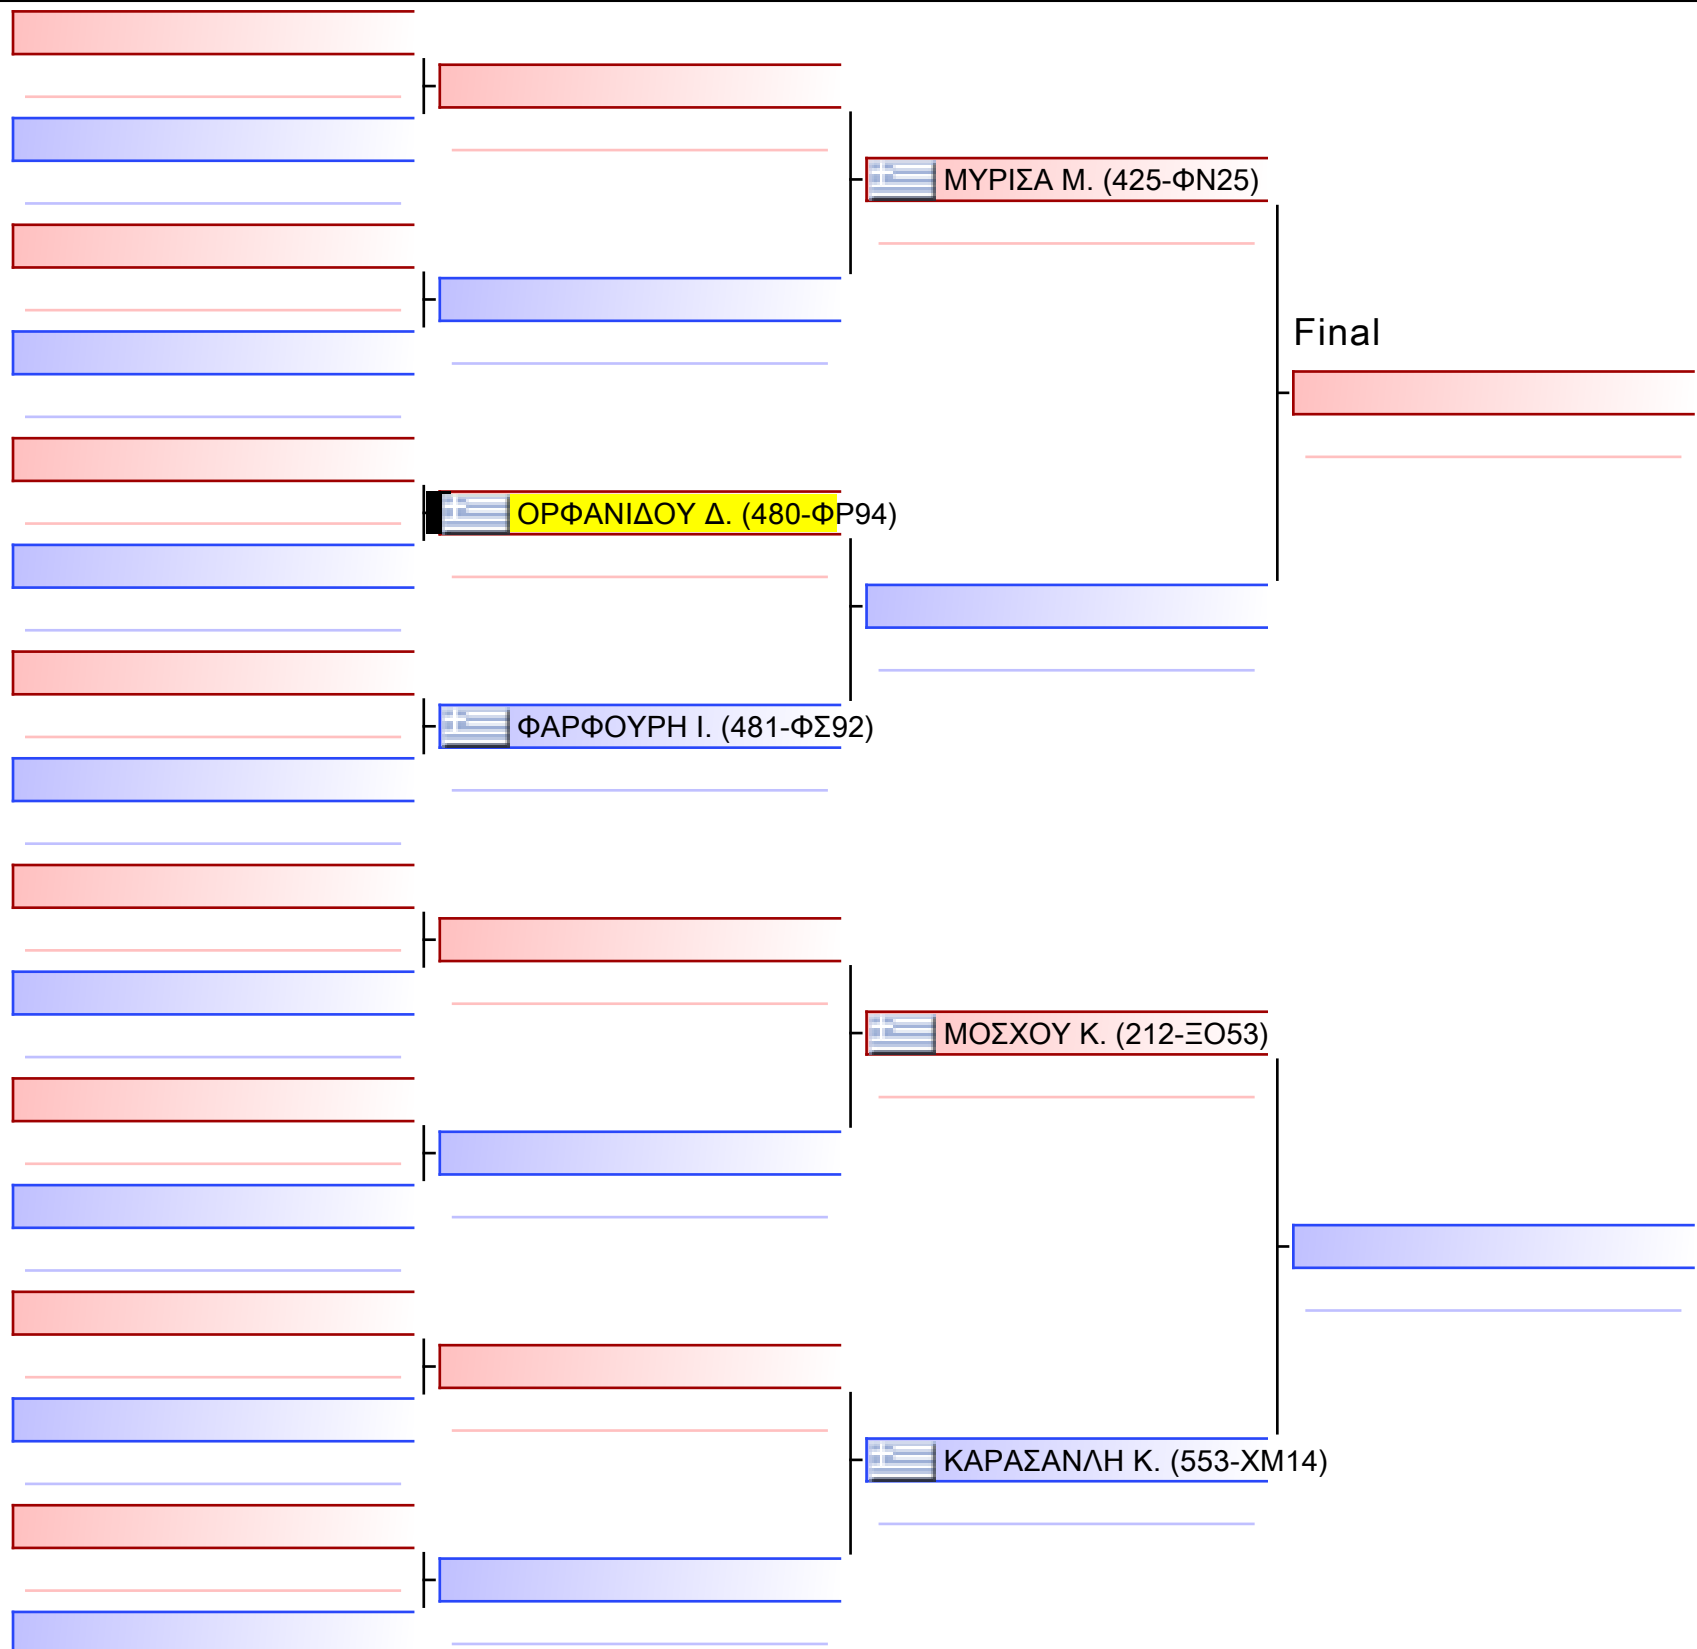 ΜΥΡΙΣΑ Μ. (425-ΦΝ25)
Final
ΟΡΦΑΝΙΔΟΥ Δ. (480-ΦΡ94)
ΦΑΡΦΟΥΡΗ Ι. (481-ΦΣ92)
ΜΟΣΧΟΥ Κ. (212-ΞΟ53)
ΚΑΡΑΣΑΝΛΗ Κ. (553-ΧΜ14)